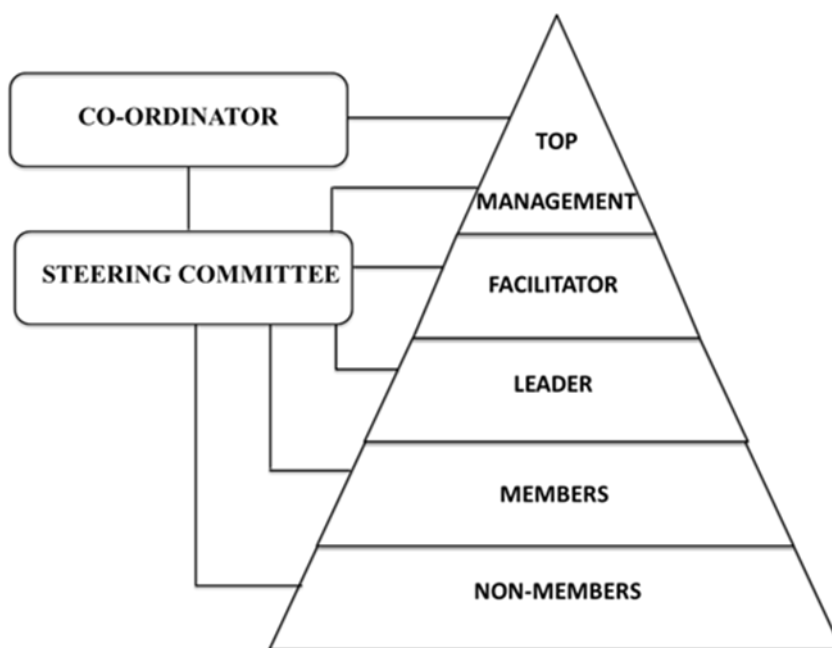 CO-ORDINATOR
STEERING COMMITTEE
TOP
MANAGEMENT
FACILITATOR
LEADER
MEMBERS
NON-MEMBERS